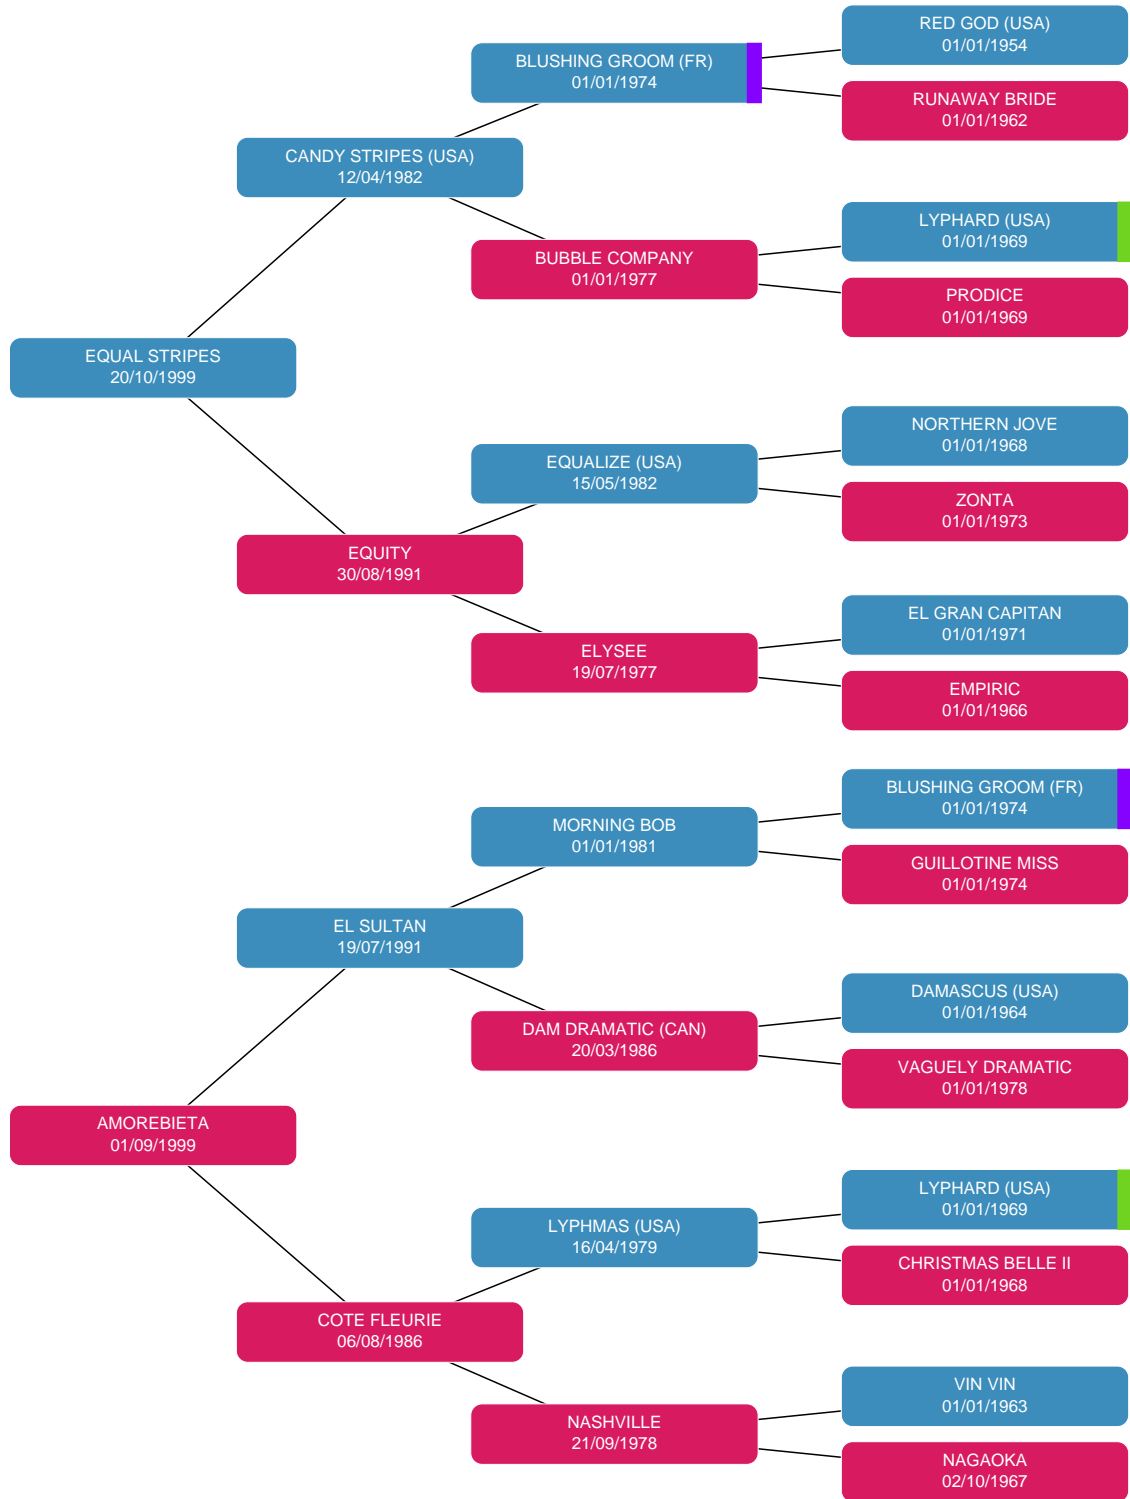 RED GOD (USA)
01/01/1954
BLUSHING GROOM (FR)
01/01/1974
RUNAWAY BRIDE
01/01/1962
CANDY STRIPES (USA)
12/04/1982
LYPHARD (USA)
01/01/1969
BUBBLE COMPANY
01/01/1977
PRODICE
01/01/1969
EQUAL STRIPES
20/10/1999
NORTHERN JOVE
01/01/1968
EQUALIZE (USA)
15/05/1982
ZONTA
01/01/1973
EQUITY
30/08/1991
EL GRAN CAPITAN
01/01/1971
ELYSEE
19/07/1977
EMPIRIC
01/01/1966
BLUSHING GROOM (FR)
01/01/1974
MORNING BOB
01/01/1981
GUILLOTINE MISS
01/01/1974
EL SULTAN
19/07/1991
DAMASCUS (USA)
01/01/1964
DAM DRAMATIC (CAN)
20/03/1986
VAGUELY DRAMATIC
01/01/1978
AMOREBIETA
01/09/1999
LYPHARD (USA)
01/01/1969
LYPHMAS (USA)
16/04/1979
CHRISTMAS BELLE II
01/01/1968
COTE FLEURIE
06/08/1986
VIN VIN
01/01/1963
NASHVILLE
21/09/1978
NAGAOKA
02/10/1967